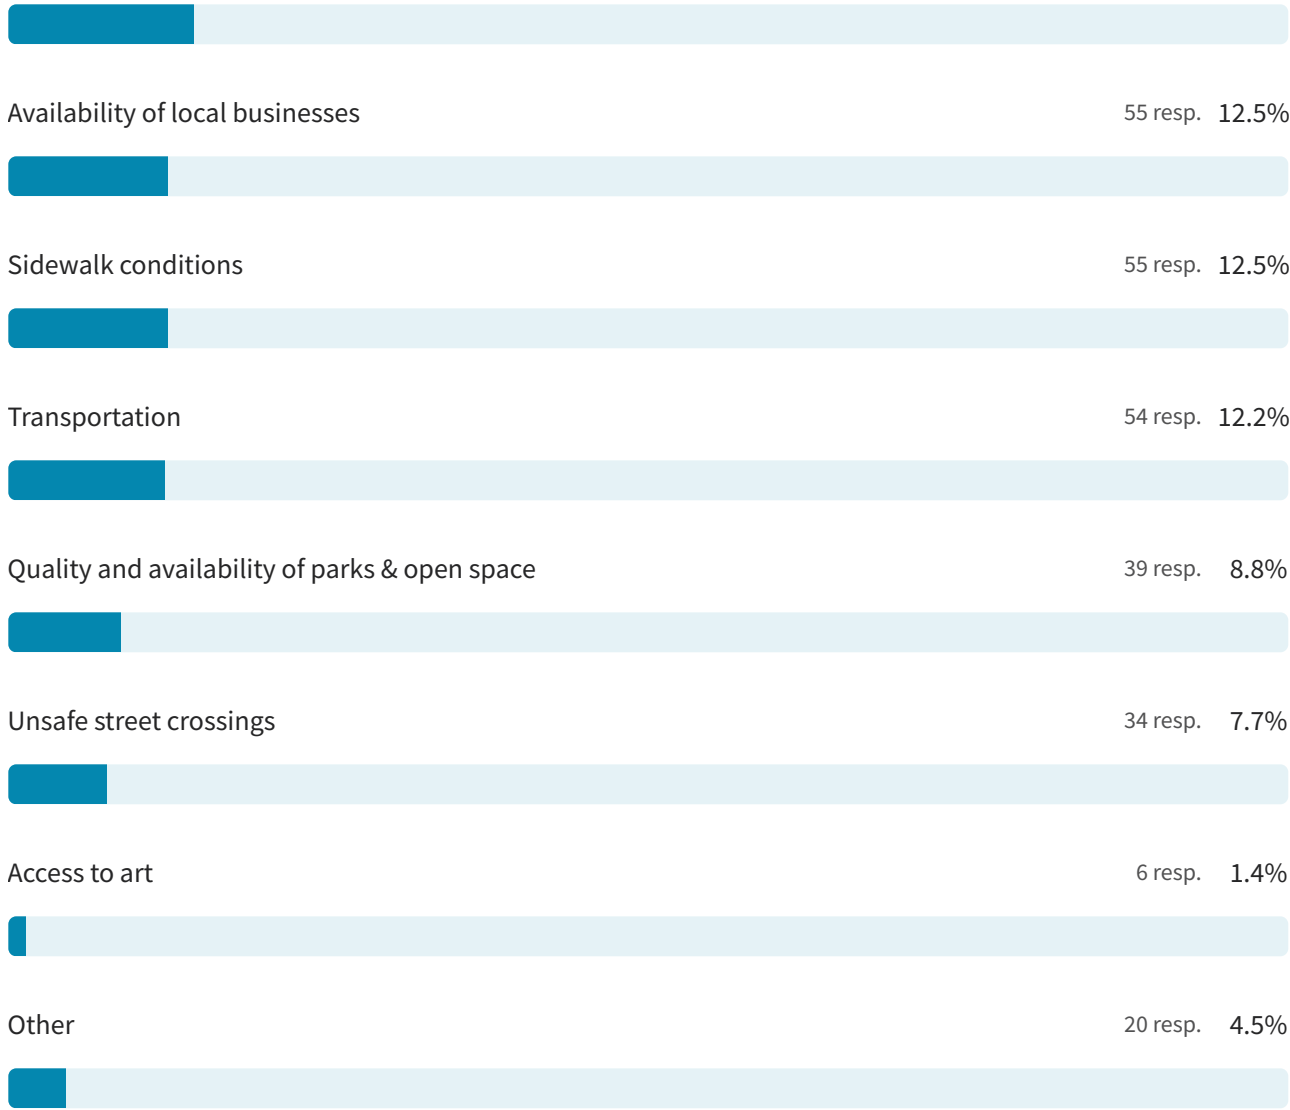 Availability of local businesses 55 resp. 12.5%
Sidewalk conditions 55 resp. 12.5%
Transportation 54 resp. 12.2%
Quality and availability of parks & open space 39 resp. 8.8%
Unsafe street crossings 34 resp. 7.7%
Access to art 6 resp. 1.4%
Other 20 resp. 4.5%